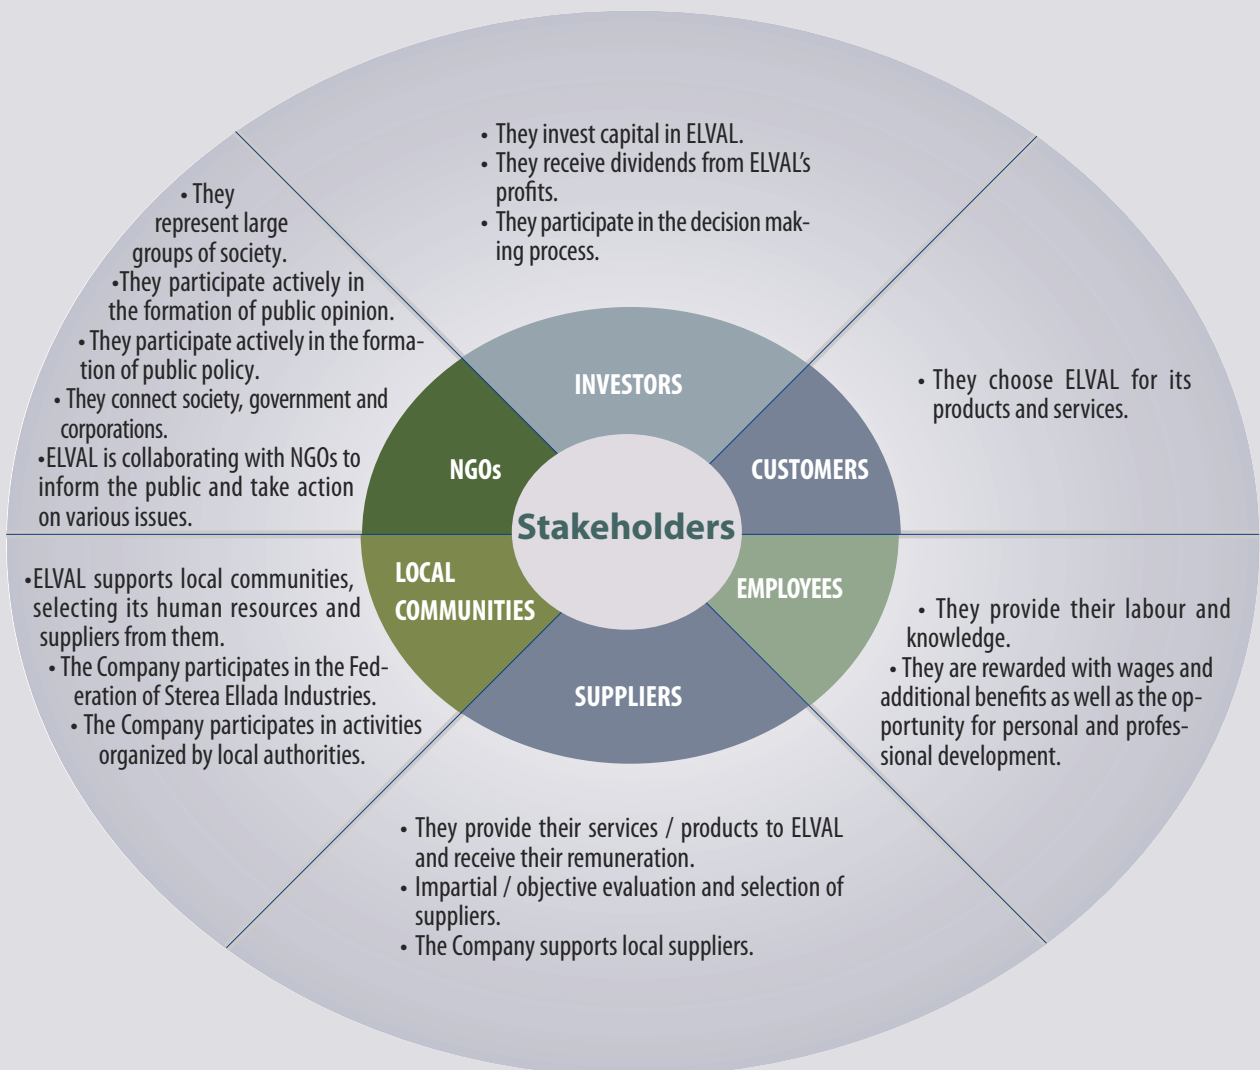 • They invest capital in ELVAL.
• They receive dividends from ELVAL's
profits.
• They participate in the decision mak-
ing process.
• They
represent large
groups of society.
•They participate actively in
the formation of public opinion.
• They participate actively in the forma-
tion of public policy.
• They connect society, government and
corporations.
•ELVAL is collaborating with NGOs to
inform the public and take action
on various issues.
INVESTORS
• They choose ELVAL for its
products and services.
NGOs
CUSTOMERS
Stakeholders
LOCAL
COMMUNITIES
EMPLOYEES
SUPPLIERS
•ELVAL supports local communities,
selecting its human resources and
suppliers from them.
• The Company participates in the Fed-
eration of Sterea Ellada Industries.
• The Company participates in activities
organized by local authorities.
• They provide their labour and
knowledge.
• They are rewarded with wages and
additional benefits as well as the op-
portunity for personal and profes-
sional development.
• They provide their services / products to ELVAL
and receive their remuneration.
• Impartial / objective evaluation and selection of
suppliers.
• The Company supports local suppliers.